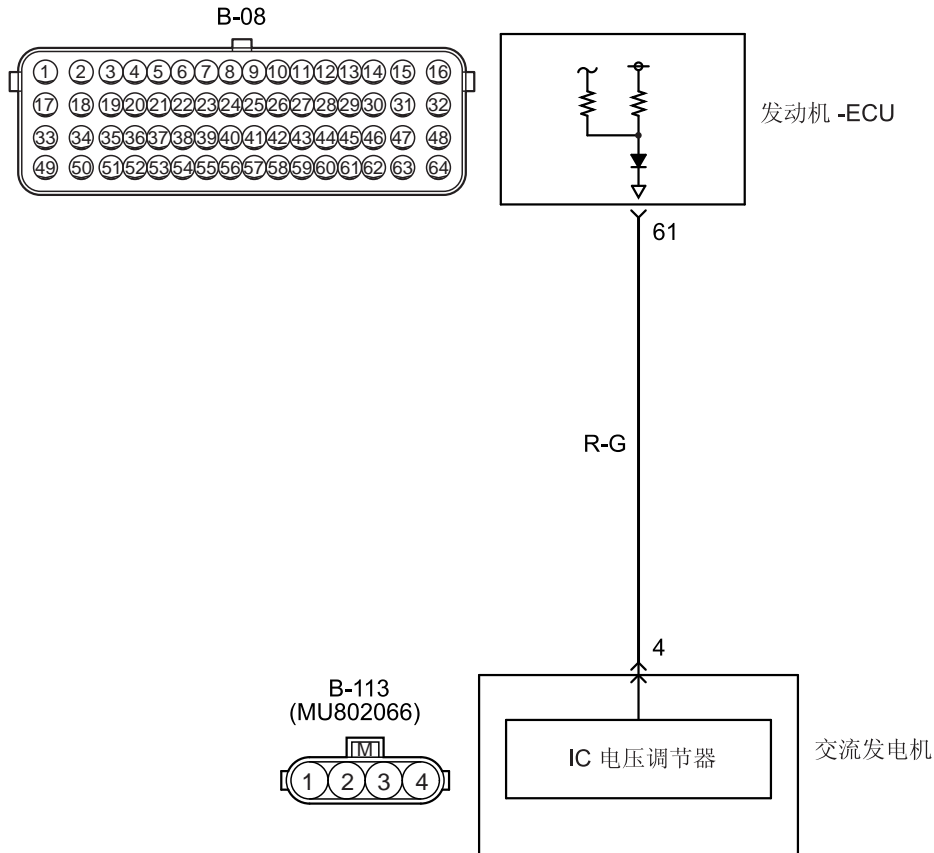 B-08
1 2 3 4 5 6 7 8 9 10 11 12 13 14 15 16
17 18 19 20 21 22 23 24 25 26 27 28 29 30 31 32
33 34 35 36 37 38 39 40 41 42 43 44 45 46 47 48
49 50 51 52 53 54 55 56 57 58 59 60 61 62 63 64
发动机 -ECU
61
R-G
4
B-113
(MU802066)
M
1 2 3 4
IC 电压调节器
交流发电机